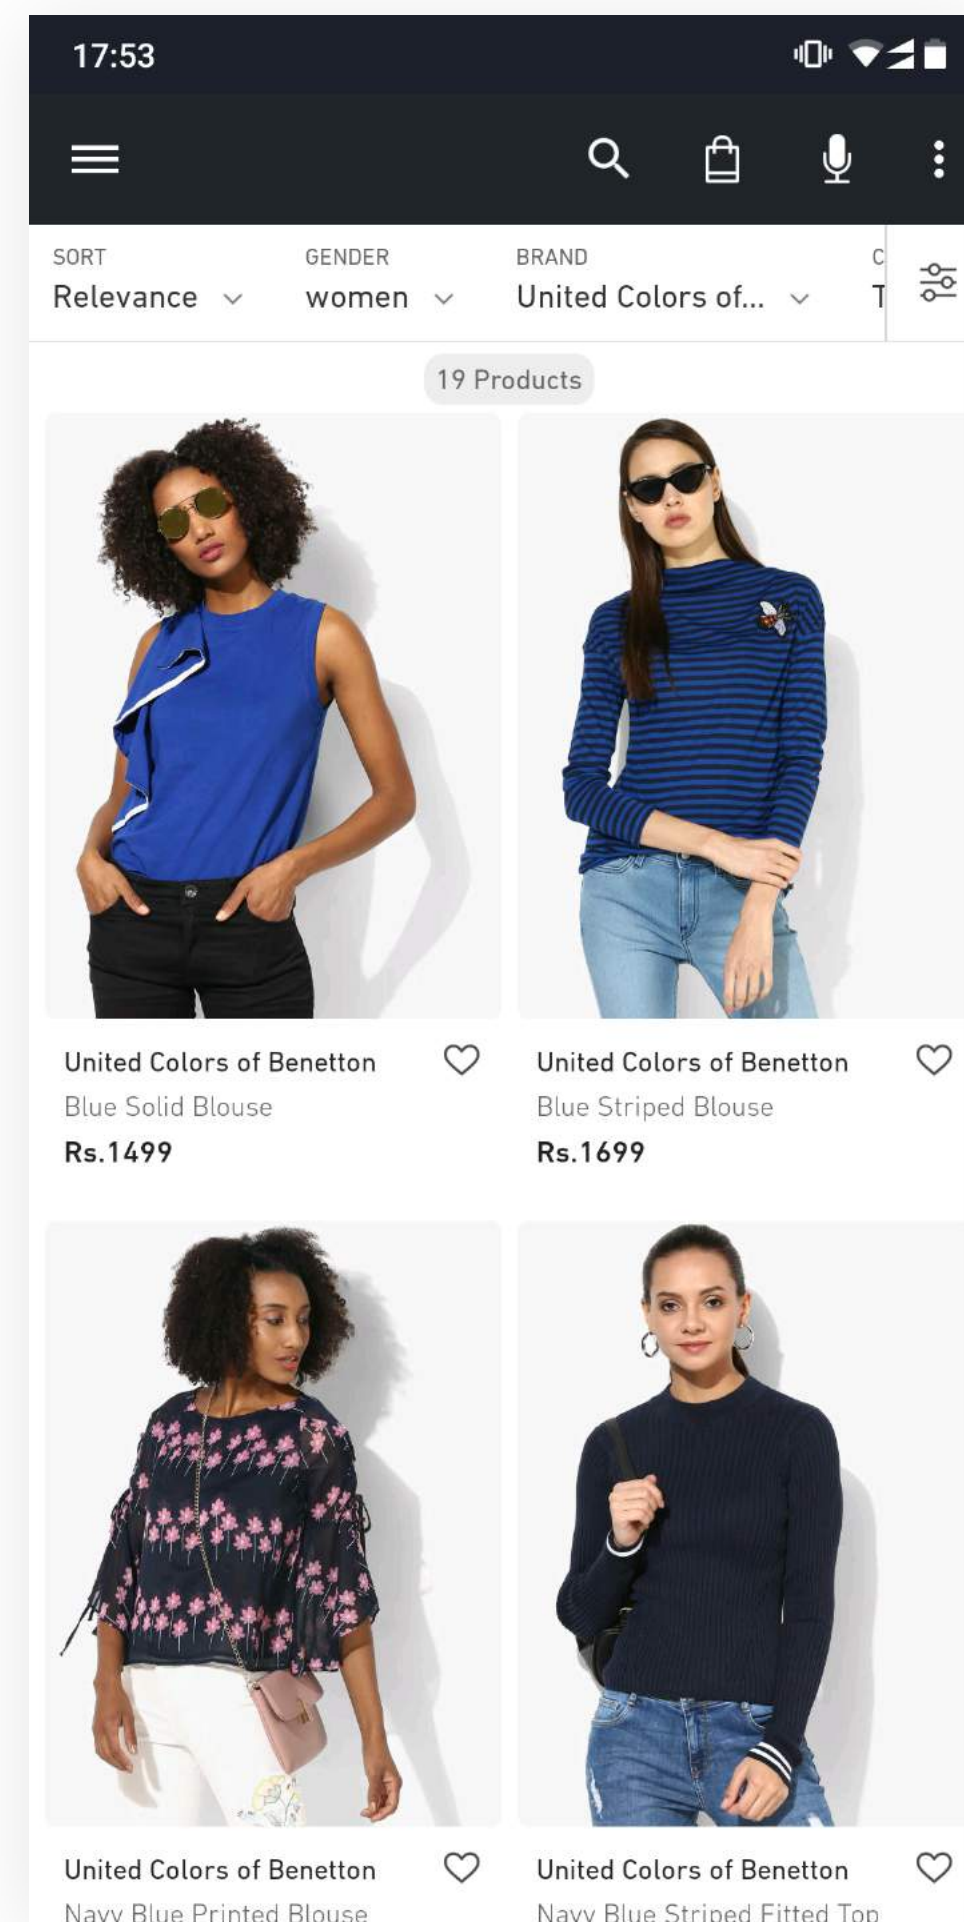 17:53
SORT GENDER BRAND C
Relevance women United Colors of... T
19 Products
United Colors of Benetton United Colors of Benetton
Blue Solid Blouse Blue Striped Blouse
Rs.1499 Rs.1699
United Colors of Benetton United Colors of Benetton
Navy Blue Printed Blouse Navy Blue Striped Fitted Top